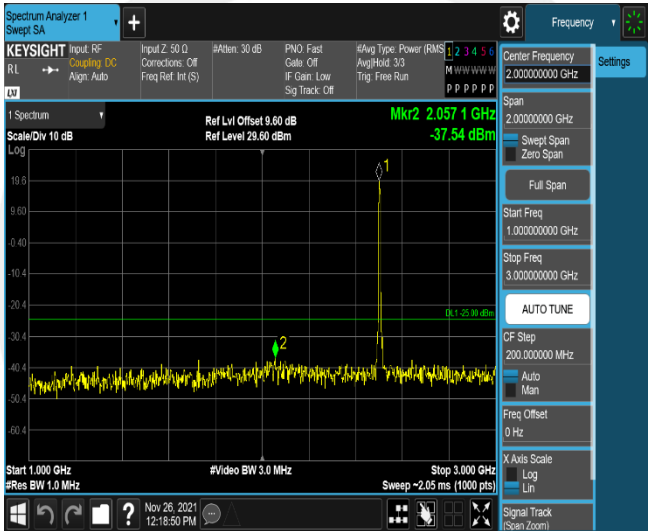 Spectrum Analyzer 1
Swept SA
Frequency
KEYSIGHT
RL
LXI
Input: RF
Coupling: DC
Align: Auto
Input Z: 50 Ω
Corrections: Off
Freq Ref: Int (S)
#Atten: 30 dB
PNO: Fast
Gate: Off
IF Gain: Low
Sig Track: Off
#Avg Type: Power (RMS
Avg|Hold: 3/3
Trig: Free Run
1 2 3 4 5 6
M W W W W W
P P P P P P
Settings
1 Spectrum
Scale/Div 10 dB
Log
Ref Lvl Offset 9.60 dB
Ref Level 29.60 dBm
Mkr2 2.057 1 GHz
-37.54 dBm
1
19.6
9.60
-0.40
-10.4
-20.4
DL1 -25.00 dBm
-30.4
2
-40.4
-50.4
-60.4
Start 1.000 GHz
#Res BW 1.0 MHz
#Video BW 3.0 MHz
Stop 3.000 GHz
Sweep ~2.05 ms (1000 pts)
Center Frequency
2.000000000 GHz
Span
2.00000000 GHz
Swept Span
Zero Span
Full Span
Start Freq
1.000000000 GHz
Stop Freq
3.000000000 GHz
AUTO TUNE
CF Step
200.000000 MHz
Auto
Man
Freq Offset
0 Hz
X Axis Scale
Log
Lin
Signal Track
(Span Zoom)
?
Nov 26, 2021
12:18:50 PM